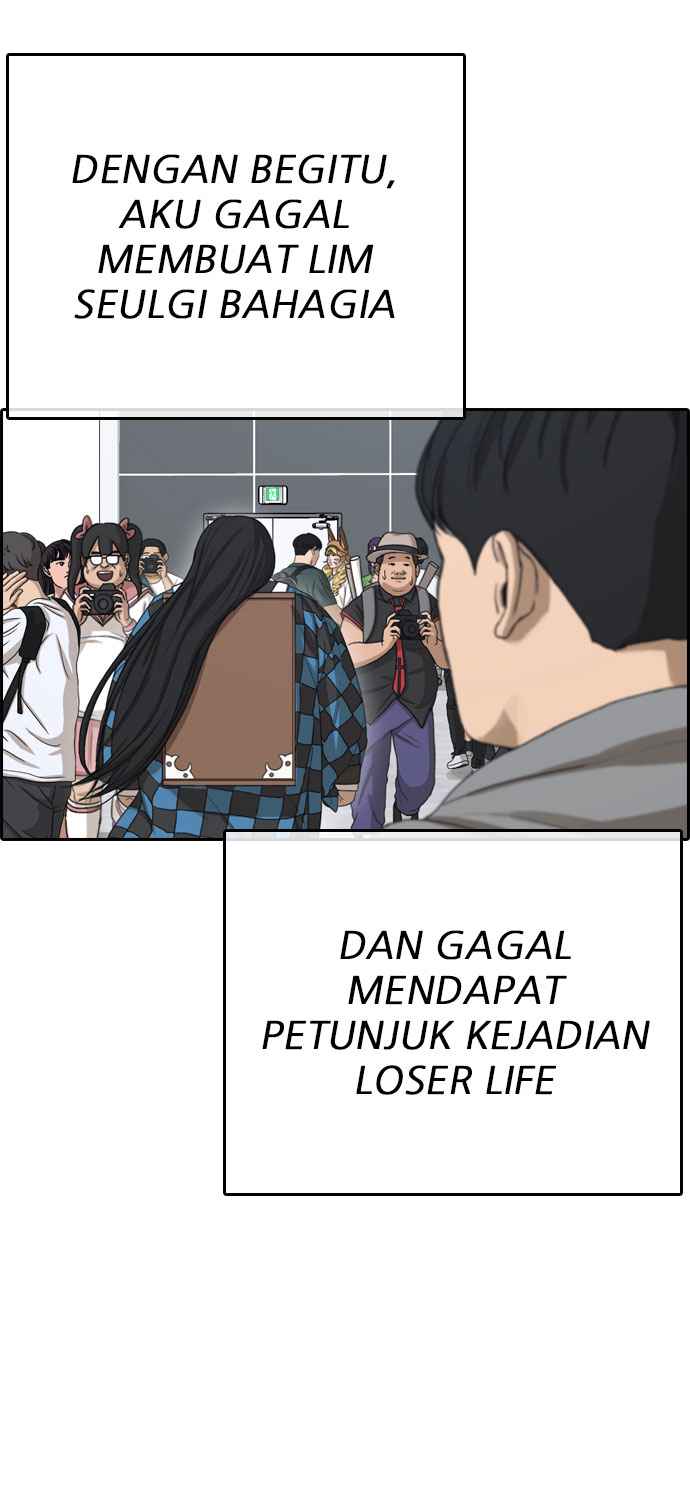 DENGAN BEGITU,
AKU GAGAL
MEMBUAT LIM
SEULGI BAHAGIA
DAN GAGAL
MENDAPAT
PETUNJUK KEJADIAN
LOSER LIFE